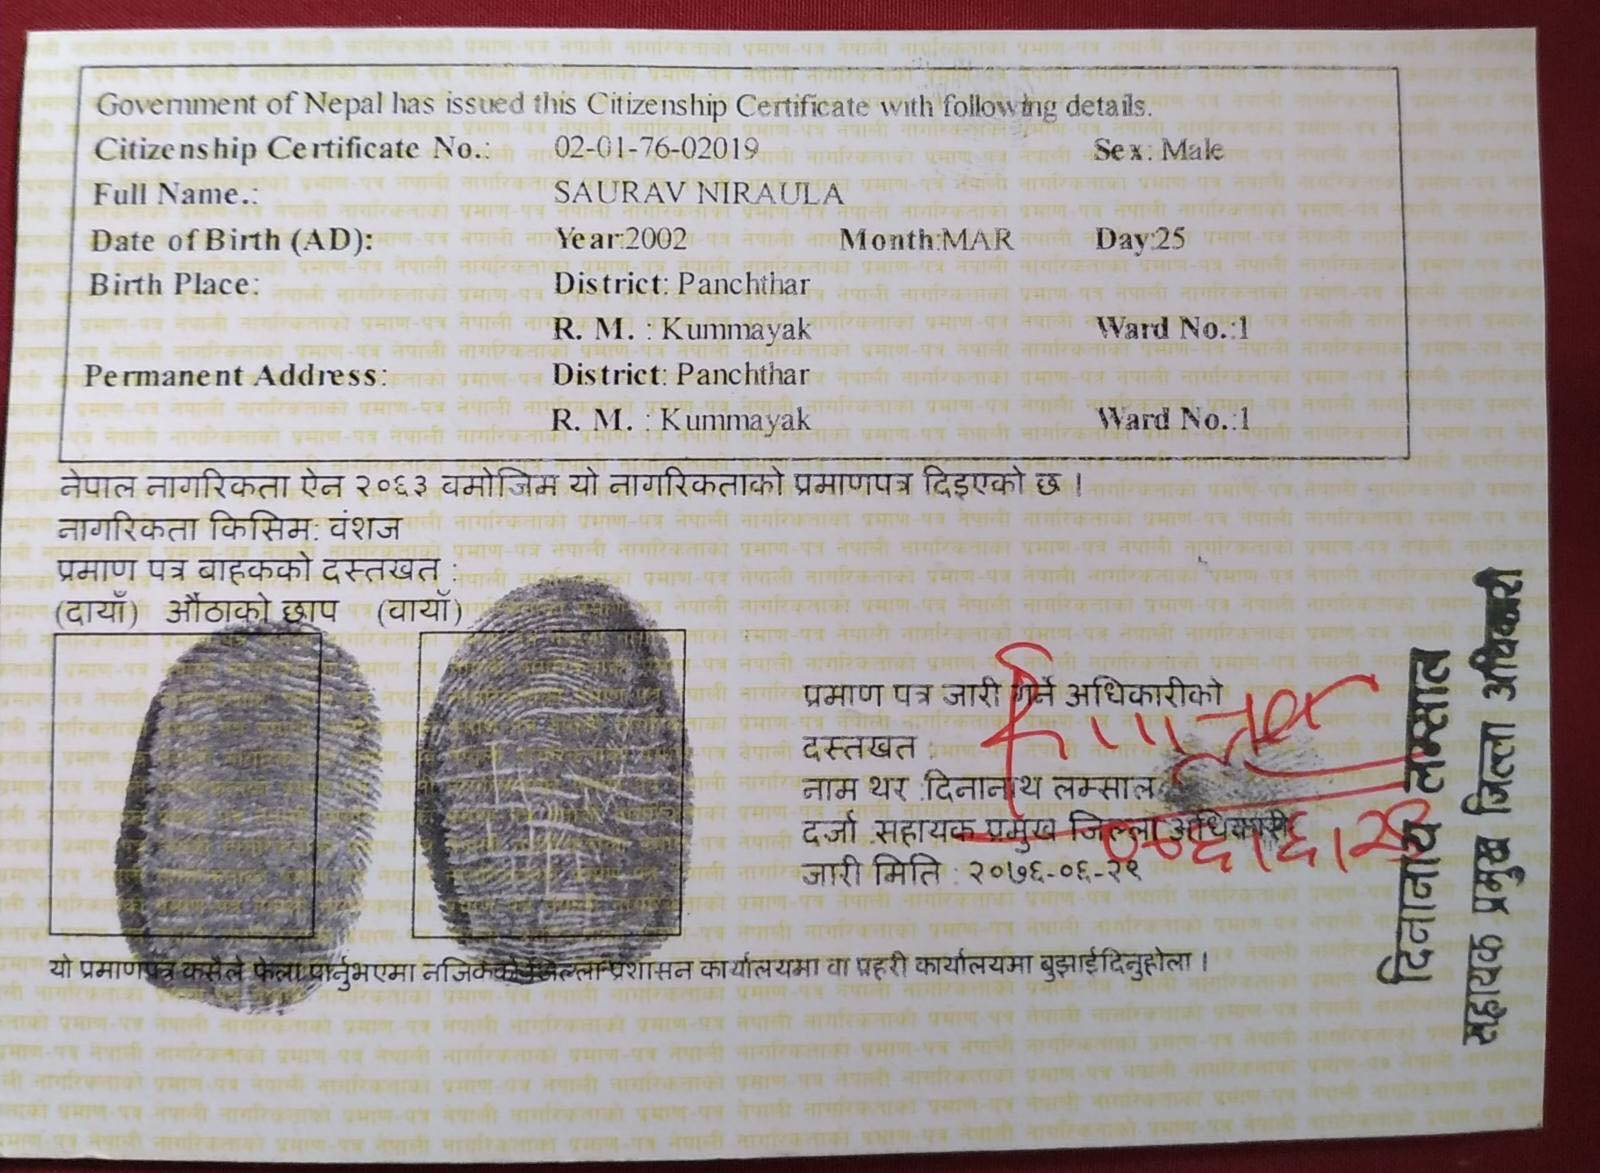 Government of Nepal has issued this Citizenship Certificate with following details.
Citizenship Certificate No.: 02-01-76-02019 Sex: Male
Full Name.: SAURAV NIRAULA
Date of Birth (AD): Year:2002 Month:MAR Day:25
Birth Place: District: Panchthar
R. M. : Kummayak Ward No.:1
Permanent Address: District: Panchthar
R. M. : Kummayak Ward No.:1
नेपाल नागरिकता ऐन २०६३ वमोजिम यो नागरिकताको प्रमाणपत्र दिइएको छ ।
नागरिकता किसिम: वंशज
प्रमाण पत्र बाहकको दस्तखत :
(दायाँ) औंठाको छाप (वायाँ)
प्रमाण पत्र जारी गर्ने अधिकारीको
दस्तखत :
नाम थर :दिनानाथ लम्साल
दर्जा :सहायक प्रमुख जिल्ला अधिकारी
जारी मिति : २०७६-०६-२९
यो प्रमाणपत्र कसैले फेला पार्नुभएमा नजिकको जिल्ला प्रशासन कार्यालयमा वा प्रहरी कार्यालयमा बुझाईदिनुहोला ।
दिनानाथ लम्साल
सहायक प्रमुख जिल्ला अधिकारी